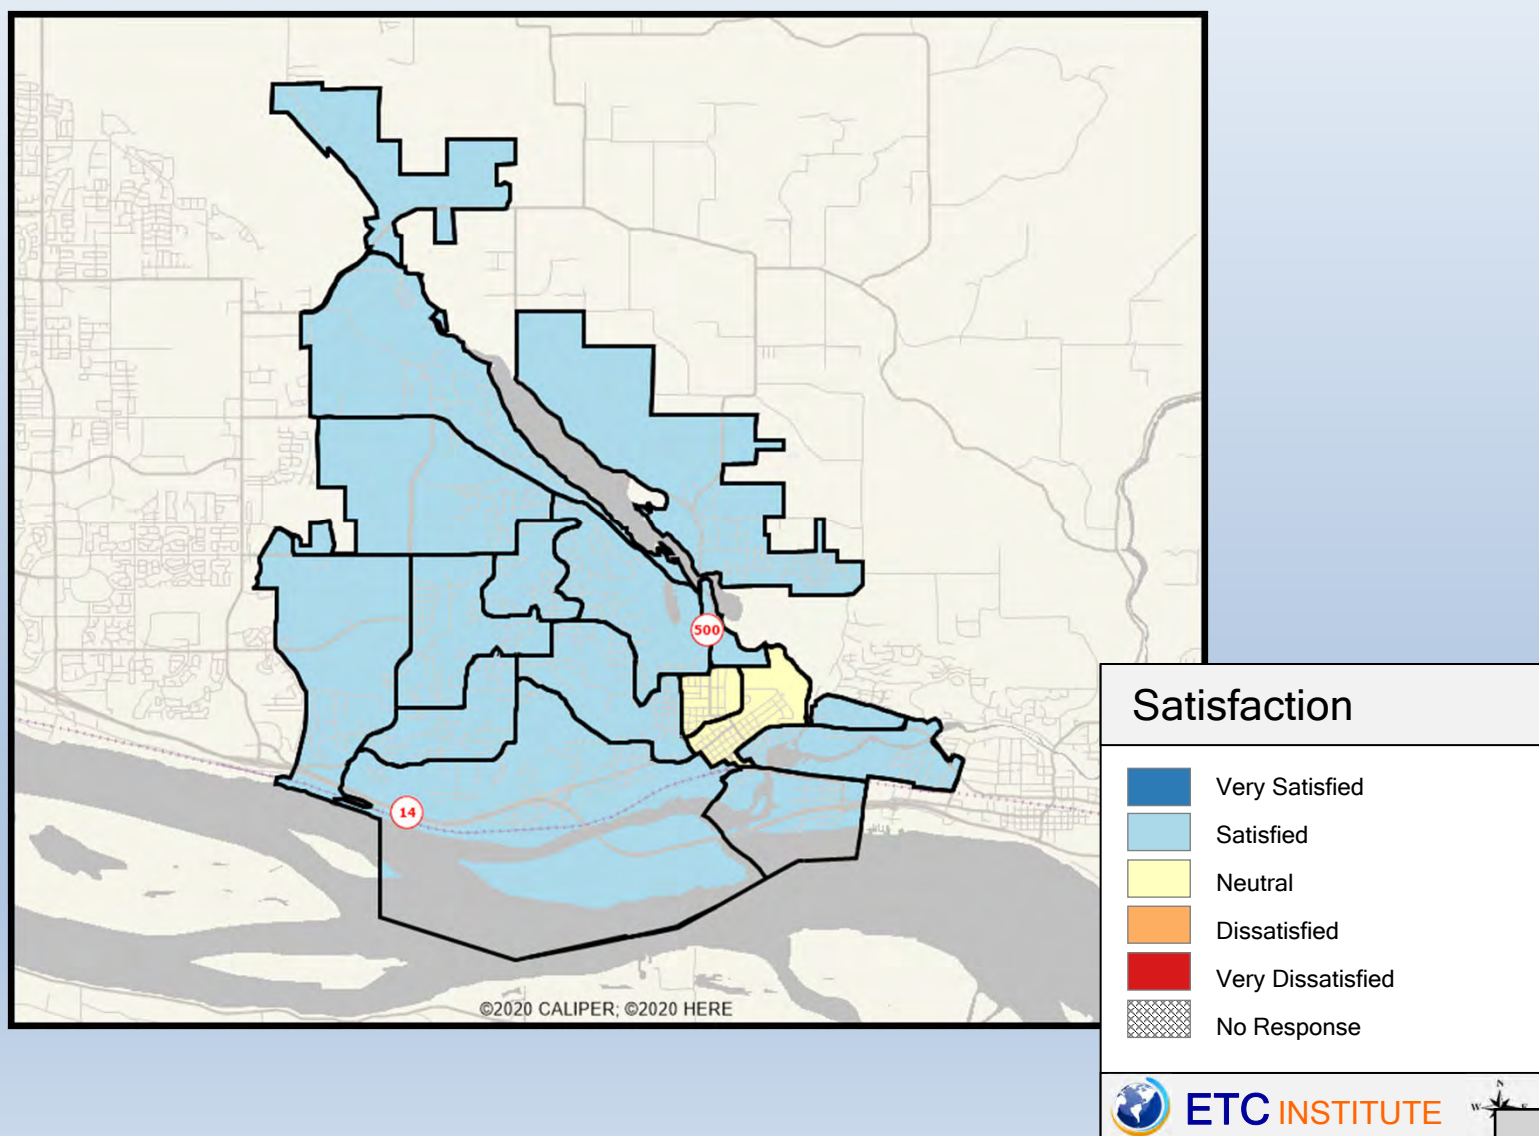 500
14
©2020 CALIPER; ©2020 HERE
Satisfaction
Very Satisfied
Satisfied
Neutral
Dissatisfied
Very Dissatisfied
No Response
ETC INSTITUTE
N
W E